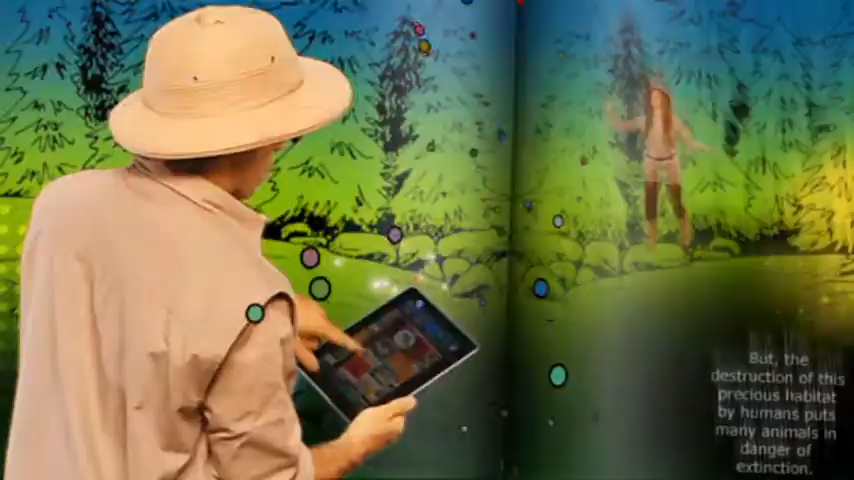 But, the
destruction of this
precious habitat
by humans puts
many animals in
danger of
extinction.